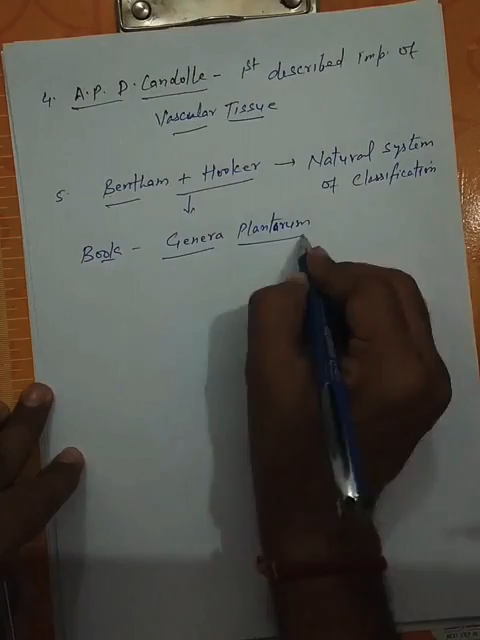 4. A.P. D. Candolle - 1st described imp. of
Vascular Tissue
5. Bentham + Hooker → Natural system
of classification
↓
Book - Genera Plantarum